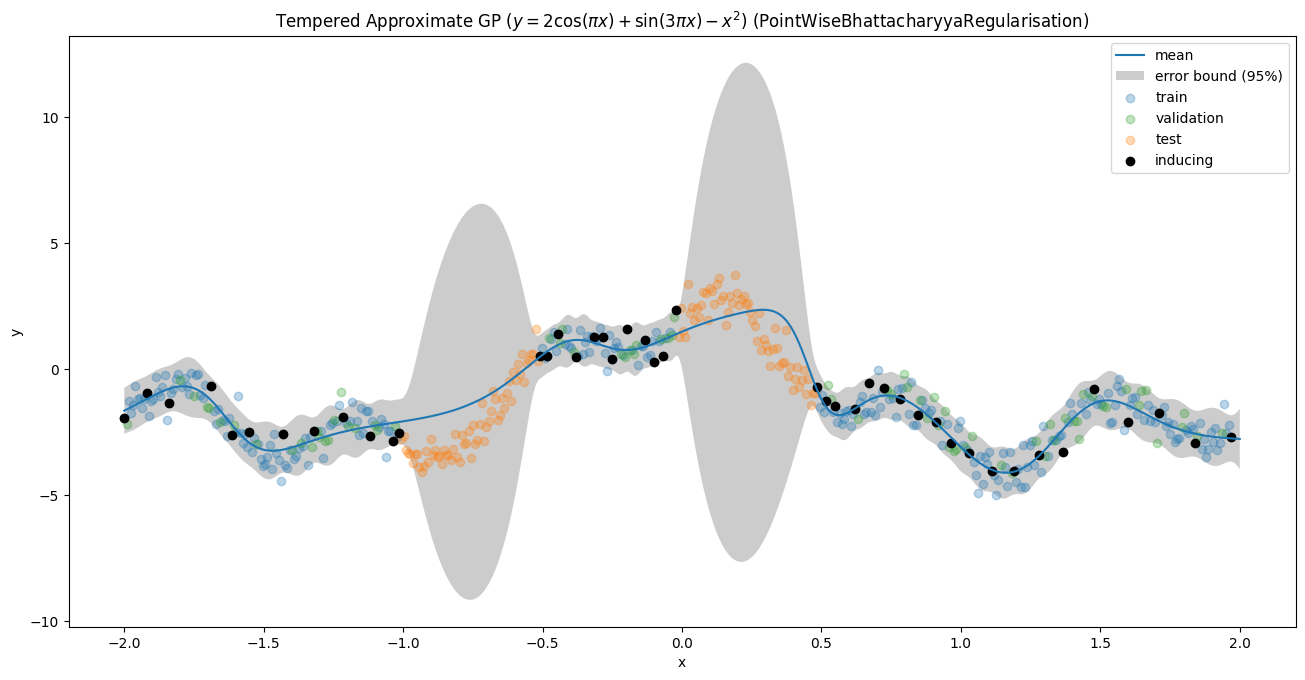 Tempered Approximate GP (y = 2cos(πx) + sin(3πx) − x²) (PointWiseBhattacharyyaRegularisation)
mean
error bound (95%)
train
validation
test
inducing
10
5
0
−5
−10
y
−2.0 −1.5 −1.0 −0.5 0.0 0.5 1.0 1.5 2.0
x